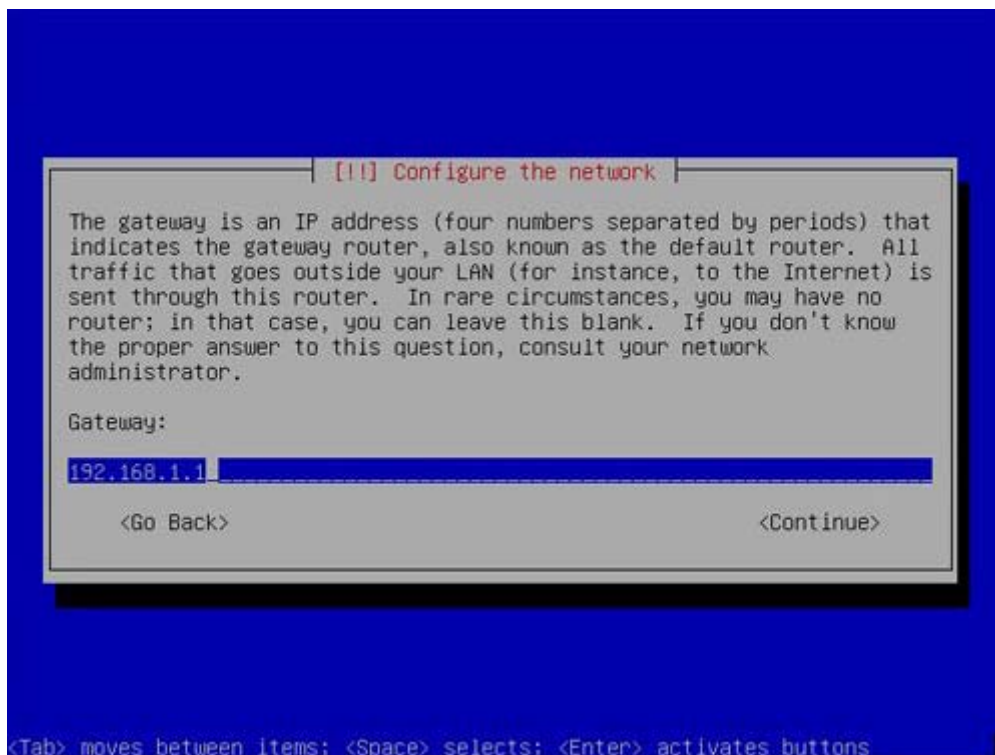 [!!] Configure the network
The gateway is an IP address (four numbers separated by periods) that
indicates the gateway router, also known as the default router.  All
traffic that goes outside your LAN (for instance, to the Internet) is
sent through this router.  In rare circumstances, you may have no
router; in that case, you can leave this blank.  If you don't know
the proper answer to this question, consult your network
administrator.
Gateway:
192.168.1.1
<Go Back> <Continue>
<Tab> moves between items; <Space> selects; <Enter> activates buttons